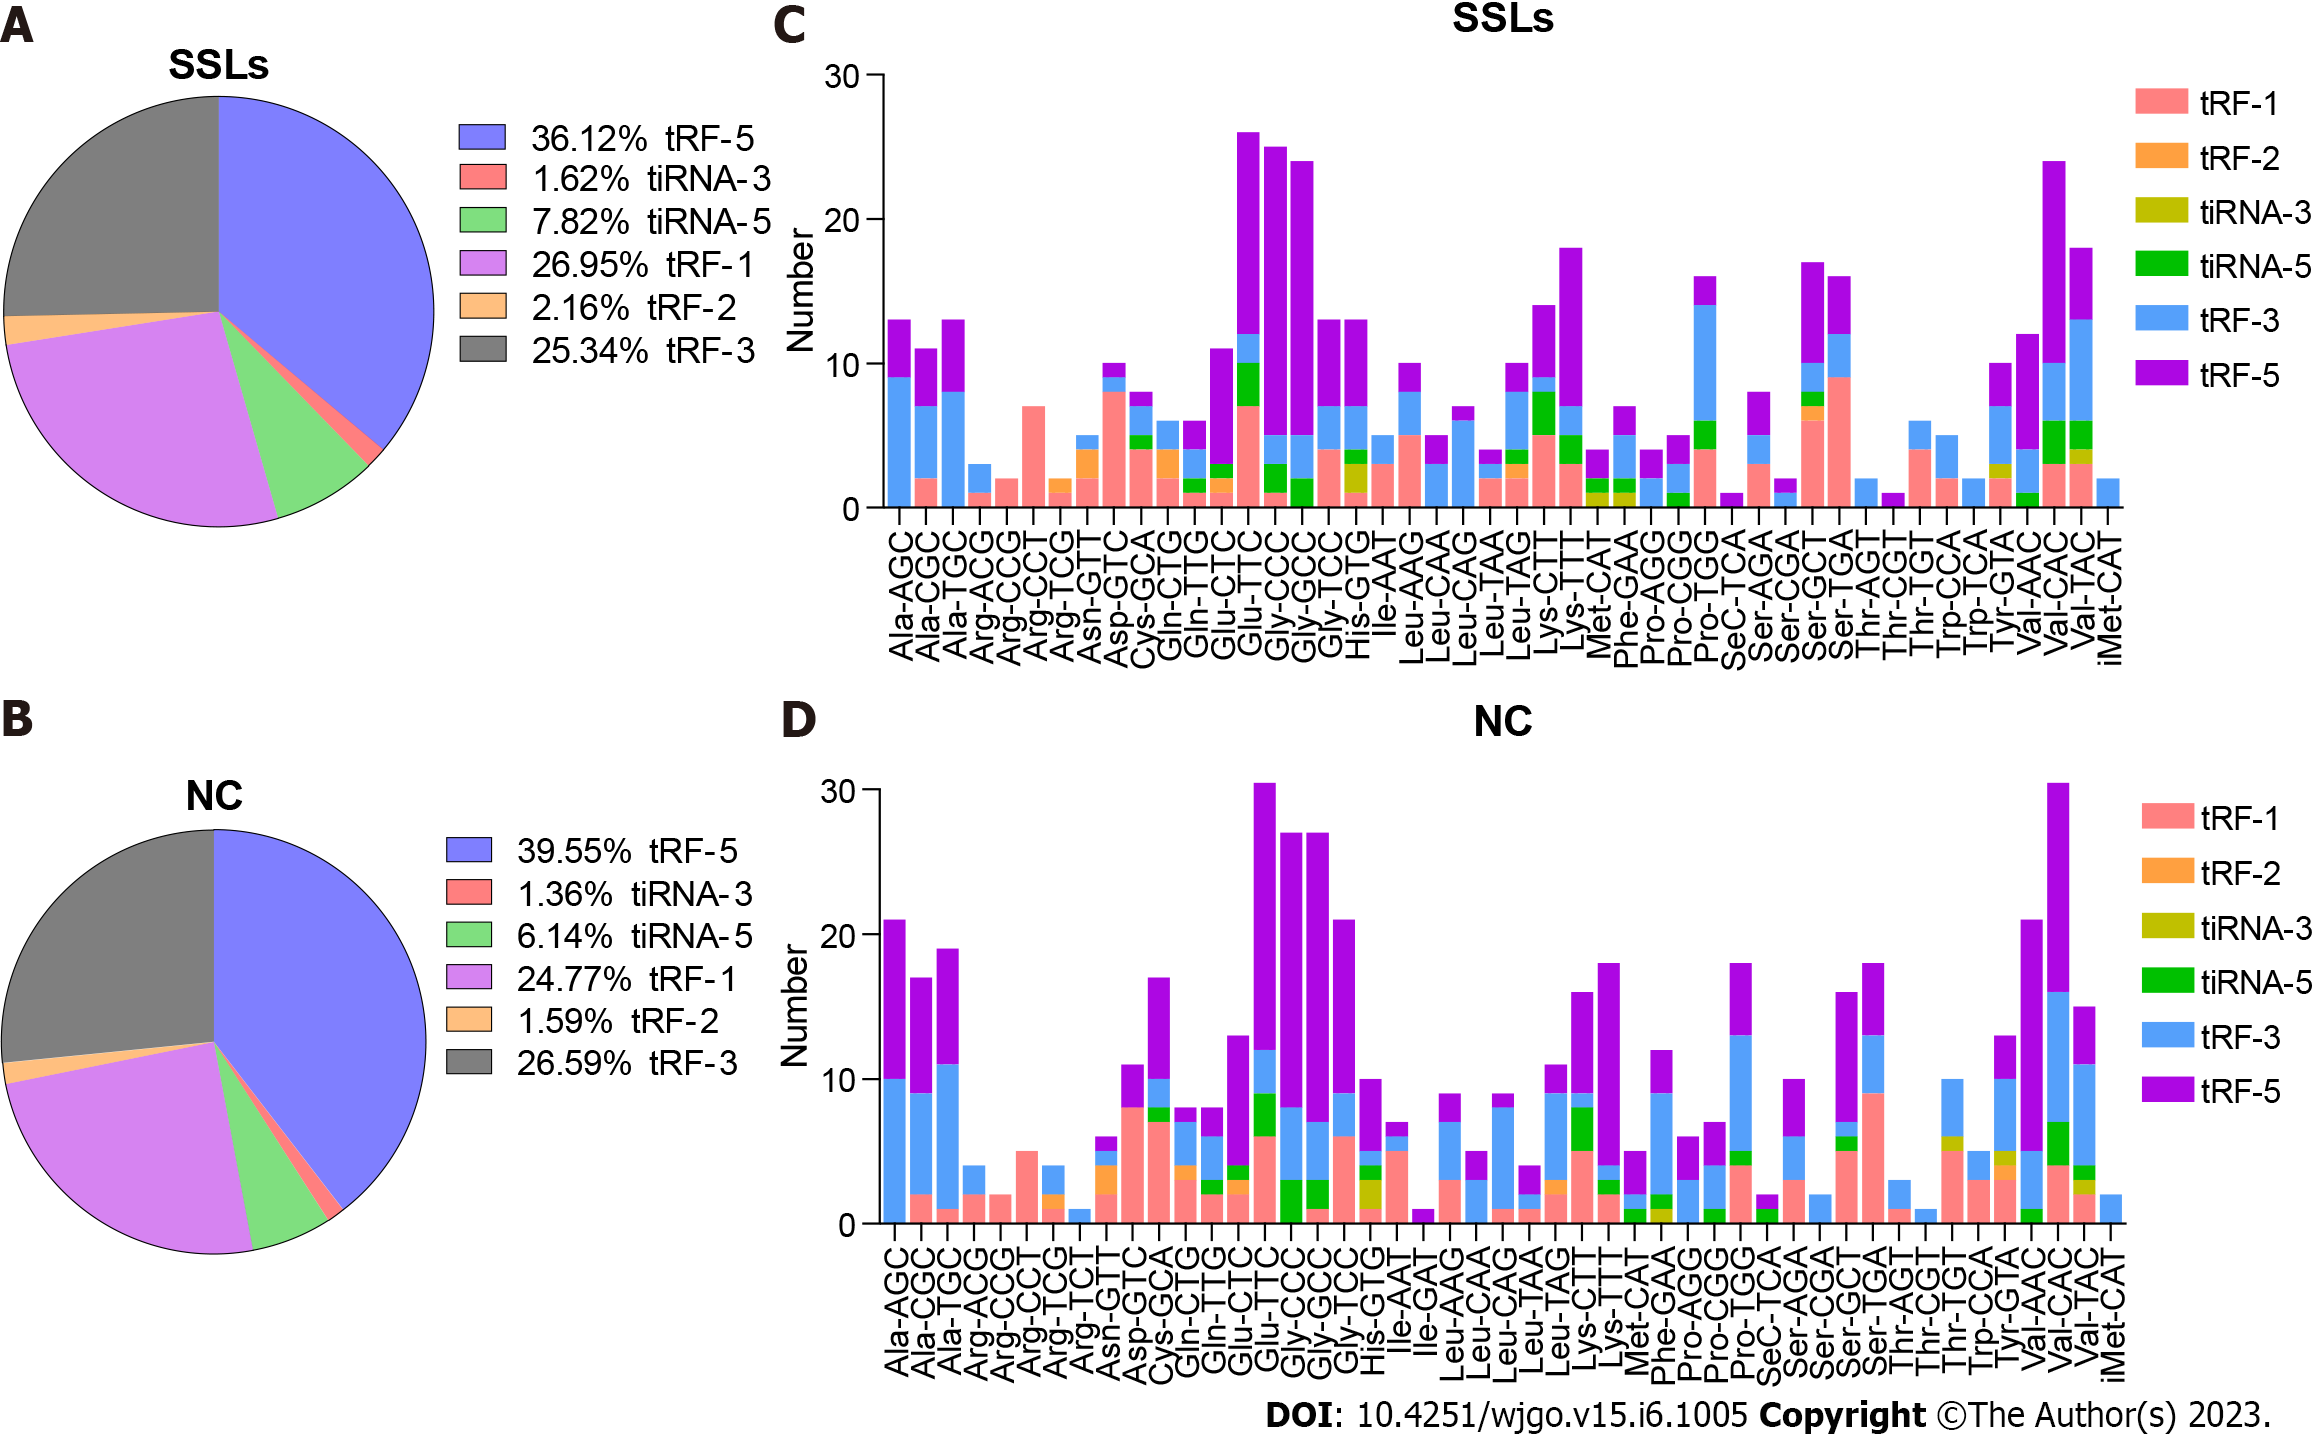 A
SSLs
36.12% tRF-5
1.62% tiRNA-3
7.82% tiRNA-5
26.95% tRF-1
2.16% tRF-2
25.34% tRF-3
C
SSLs
Number
30
20
10
0
Ala-AGC
Ala-CGC
Ala-TGC
Arg-ACG
Arg-CCG
Arg-CCT
Arg-TCG
Asn-GTT
Asp-GTC
Cys-GCA
Gln-CTG
Gln-TTG
Glu-CTC
Glu-TTC
Gly-CCC
Gly-GCC
Gly-TCC
His-GTG
Ile-AAT
Leu-AAG
Leu-CAA
Leu-CAG
Leu-TAA
Leu-TAG
Lys-CTT
Lys-TTT
Met-CAT
Phe-GAA
Pro-AGG
Pro-CGG
Pro-TGG
SeC-TCA
Ser-AGA
Ser-CGA
Ser-GCT
Ser-TGA
Thr-AGT
Thr-CGT
Thr-TGT
Trp-CCA
Trp-TCA
Tyr-GTA
Val-AAC
Val-CAC
Val-TAC
iMet-CAT
tRF-1
tRF-2
tiRNA-3
tiRNA-5
tRF-3
tRF-5
B
NC
39.55% tRF-5
1.36% tiRNA-3
6.14% tiRNA-5
24.77% tRF-1
1.59% tRF-2
26.59% tRF-3
D
NC
Number
30
20
10
0
Ala-AGC
Ala-CGC
Ala-TGC
Arg-ACG
Arg-CCG
Arg-CCT
Arg-TCG
Arg-TCT
Asn-GTT
Asp-GTC
Cys-GCA
Gln-CTG
Gln-TTG
Glu-CTC
Glu-TTC
Gly-CCC
Gly-GCC
Gly-TCC
His-GTG
Ile-AAT
Ile-GAT
Leu-AAG
Leu-CAA
Leu-CAG
Leu-TAA
Leu-TAG
Lys-CTT
Lys-TTT
Met-CAT
Phe-GAA
Pro-AGG
Pro-CGG
Pro-TGG
SeC-TCA
Ser-AGA
Ser-CGA
Ser-GCT
Ser-TGA
Thr-AGT
Thr-CGT
Thr-TGT
Trp-CCA
Tyr-GTA
Val-AAC
Val-CAC
Val-TAC
iMet-CAT
tRF-1
tRF-2
tiRNA-3
tiRNA-5
tRF-3
tRF-5
DOI: 10.4251/wjgo.v15.i6.1005 Copyright ©The Author(s) 2023.